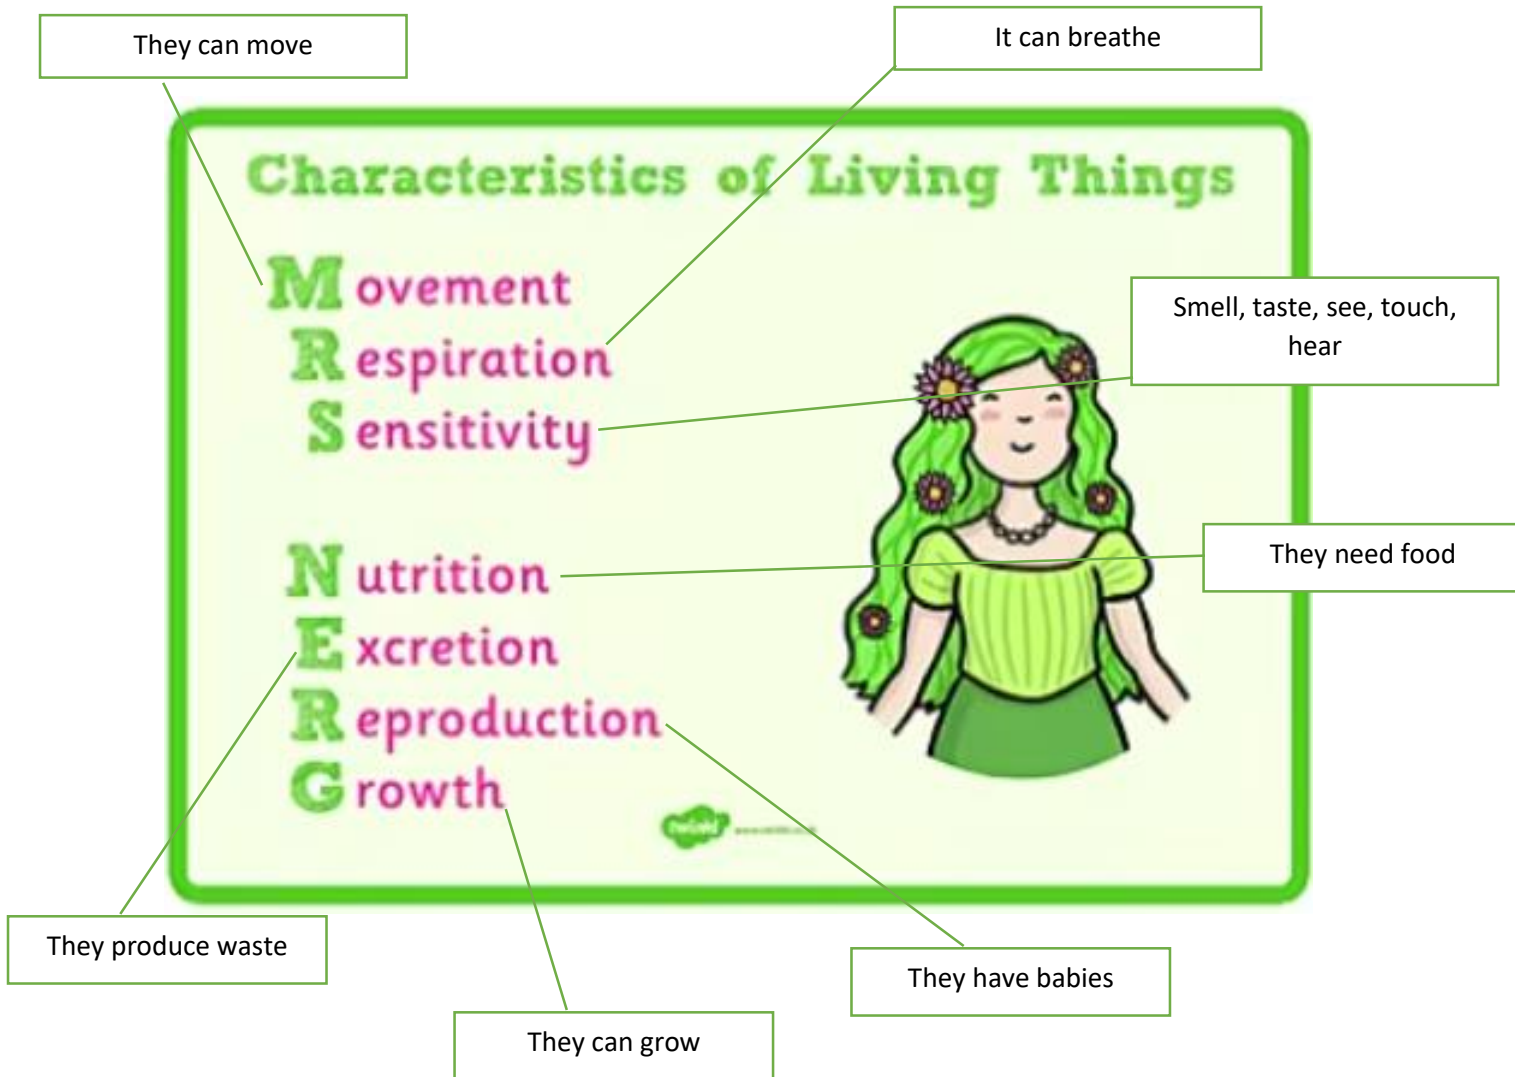 They can move
It can breathe
Characteristics of Living Things
Movement
Respiration
Smell, taste, see, touch,
hear
Sensitivity
Nutrition
They need food
Excretion
Reproduction
Growth
twinkl
They produce waste
They have babies
They can grow